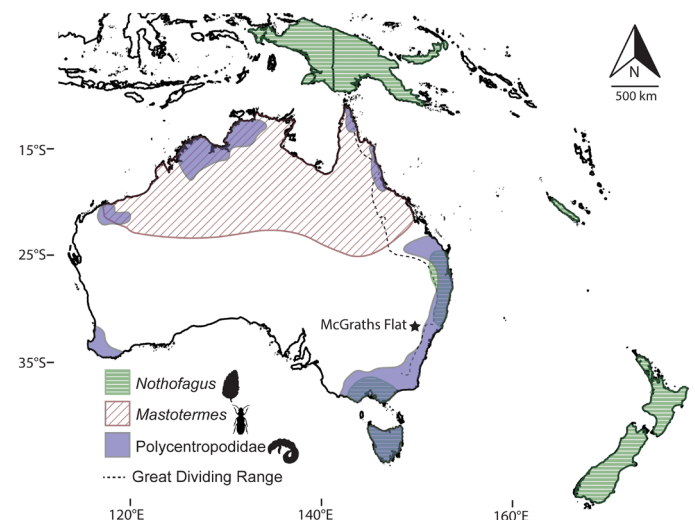 N
500 km
15°S
25°S
McGraths Flat
35°S
Nothofagus
Mastotermes
Polycentropodidae
Great Dividing Range
120°E 140°E 160°E